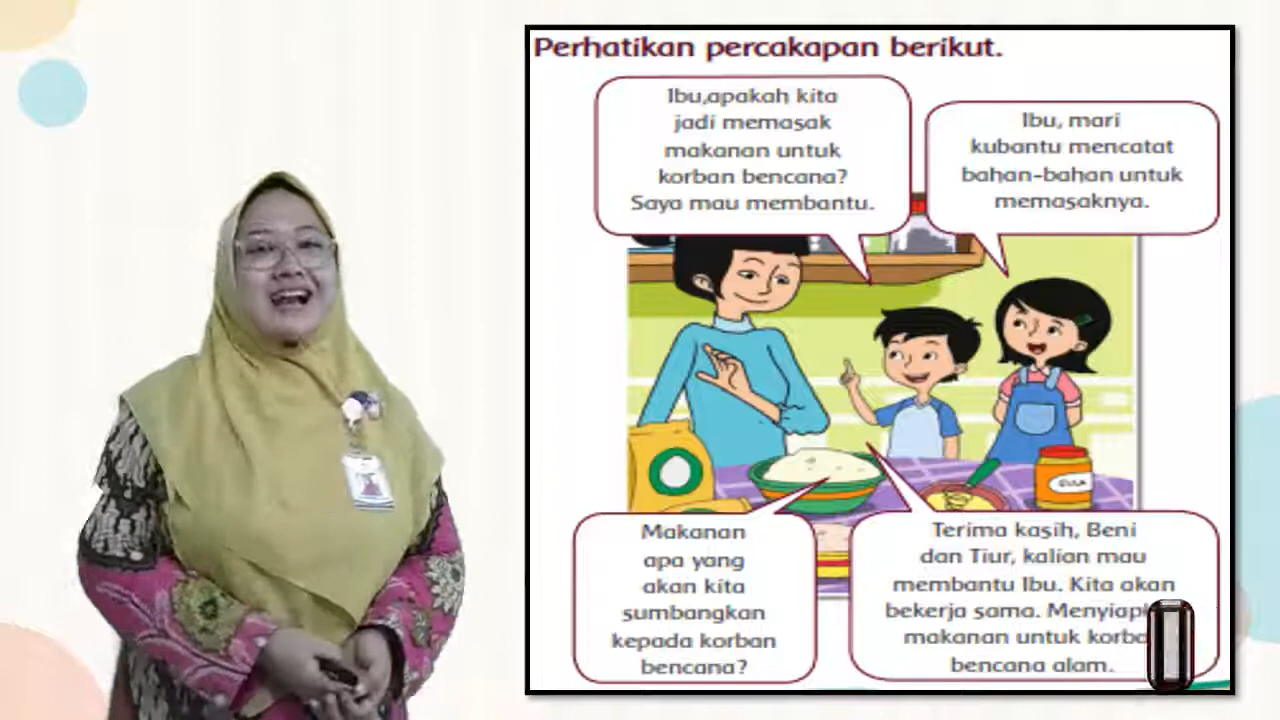 Perhatikan percakapan berikut.
Ibu,apakah kita
jadi memasak
makanan untuk
korban bencana?
Saya mau membantu.
Ibu, mari
kubantu mencatat
bahan-bahan untuk
memasaknya.
GULA
Makanan
apa yang
akan kita
sumbangkan
kepada korban
bencana?
Terima kasih, Beni
dan Tiur, kalian mau
membantu Ibu. Kita akan
bekerja sama.
makanan untuk
bencana alam.